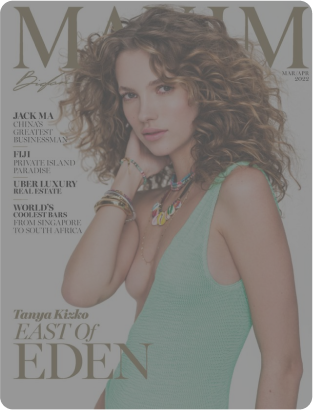 MAXIM
MAR/APR
2022
JACK MA
CHINA'S
GREATEST
BUSINESSMAN
FIJI
PRIVATE ISLAND
PARADISE
UBER LUXURY
REAL ESTATE
WORLD'S
COOLEST BARS
FROM SINGAPORE
TO SOUTH AFRICA
Tanya Kizko
EAST Of
EDEN